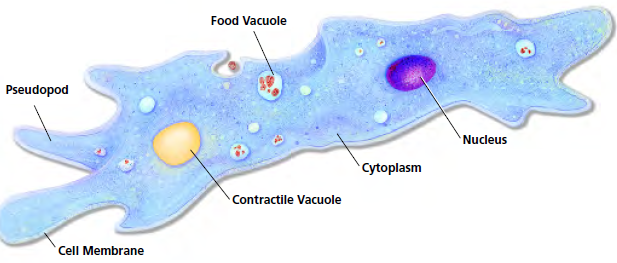 Food Vacuole
Pseudopod
Nucleus
Cytoplasm
Contractile Vacuole
Cell Membrane